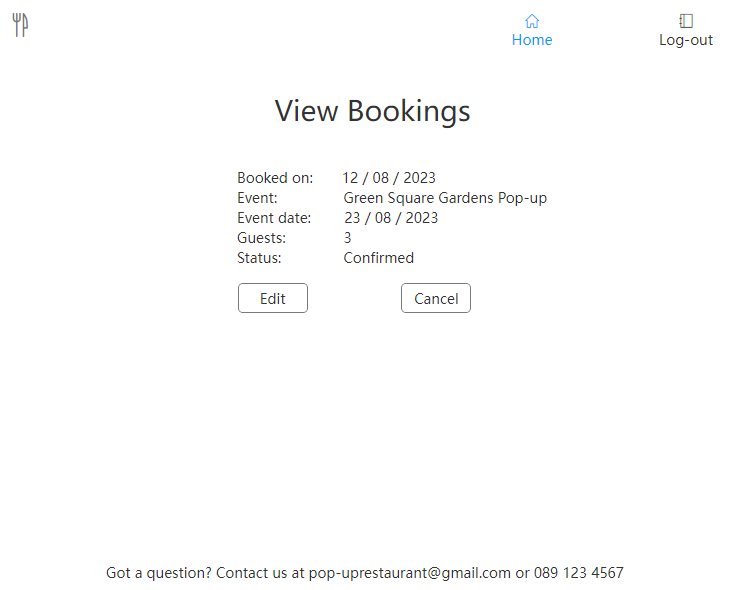 Home
Log-out
View Bookings
Booked on: 12 / 08 / 2023
Event: Green Square Gardens Pop-up
Event date: 23 / 08 / 2023
Guests: 3
Status: Confirmed
Edit
Cancel
Got a question? Contact us at pop-uprestaurant@gmail.com or 089 123 4567